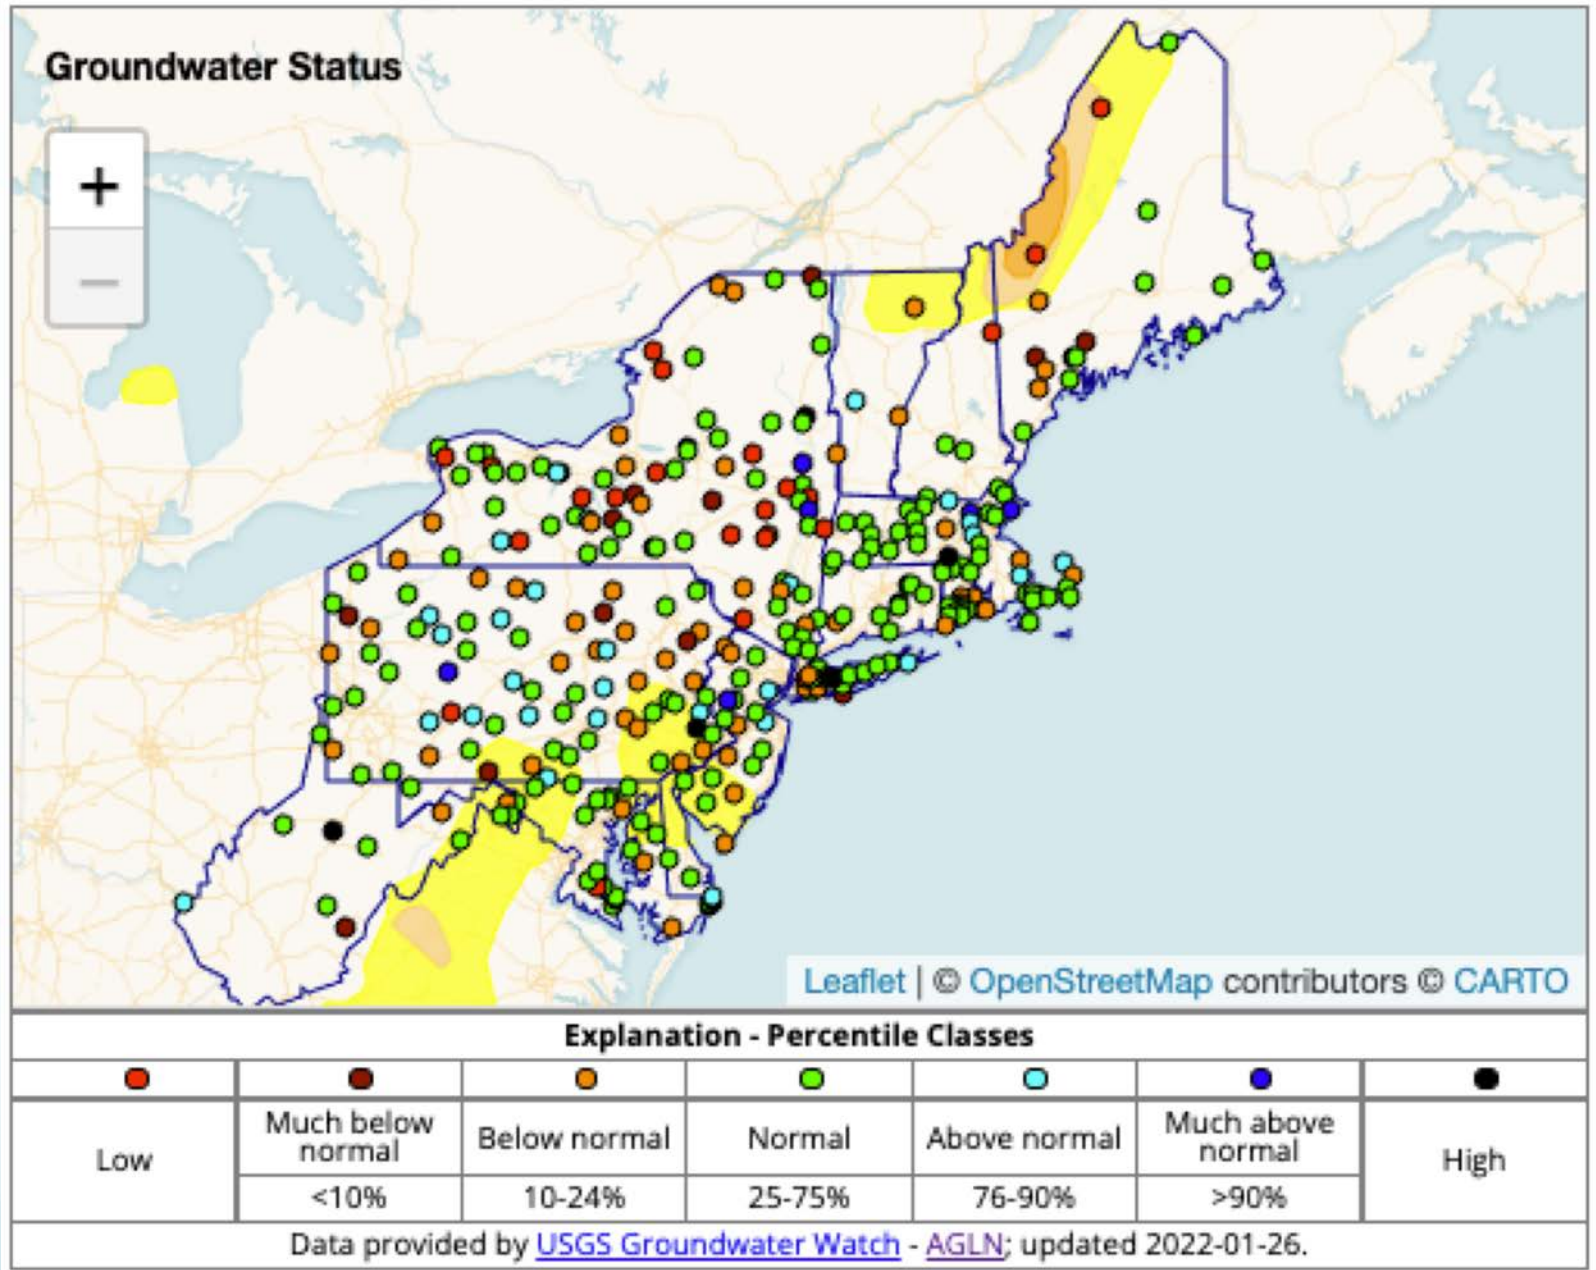 Groundwater Status
+
−
Leaflet | © OpenStreetMap contributors © CARTO
Explanation - Percentile Classes
Low
Much below normal
Below normal
Normal
Above normal
Much above normal
High
<10%
10-24%
25-75%
76-90%
>90%
Data provided by USGS Groundwater Watch - AGLN; updated 2022-01-26.